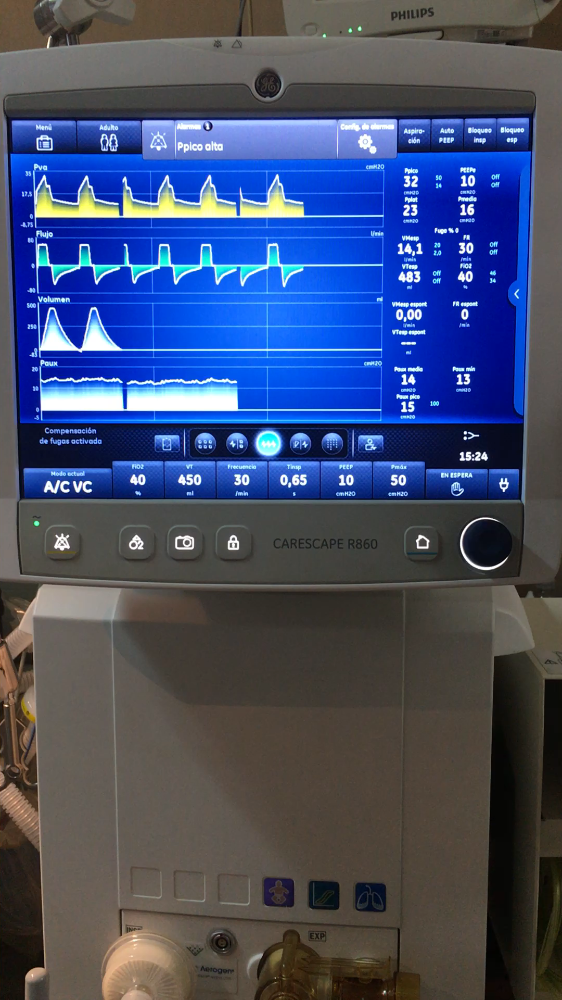 PHILIPS
GE
Menú
Adulto
Alarmas
Ppico alta
Config. de alarmas
Aspira-
ción
Auto
PEEP
Bloqueo
insp
Bloqueo
esp
Pva
cmH2O
35
17,5
0
-8,75
Flujo
l/min
80
0
-80
Volumen
ml
500
250
0
-83
Paux
cmH2O
20
10
0
-5
Ppico
32
cmH2O
50
14
PEEPe
10
cmH2O
Off
Off
Pplat
23
cmH2O
Pmedia
16
cmH2O
Fuga % 0
VMesp
14,1
l/min
20
2,0
FR
30
/min
Off
Off
VTesp
483
ml
Off
Off
FiO2
40
%
46
34
VMesp espont
0,00
l/min
FR espont
0
/min
VTesp espont
---
ml
Paux media
14
cmH2O
Paux mín
13
cmH2O
Paux pico
15
cmH2O
100
Compensación
de fugas activada
15:24
Modo actual
A/C VC
FiO2
40
%
VT
450
ml
Frecuencia
30
/min
Tinsp
0,65
s
PEEP
10
cmH2O
Pmáx
50
cmH2O
EN ESPERA
O2
CARESCAPE R860
INSP
EXP
Aerogen